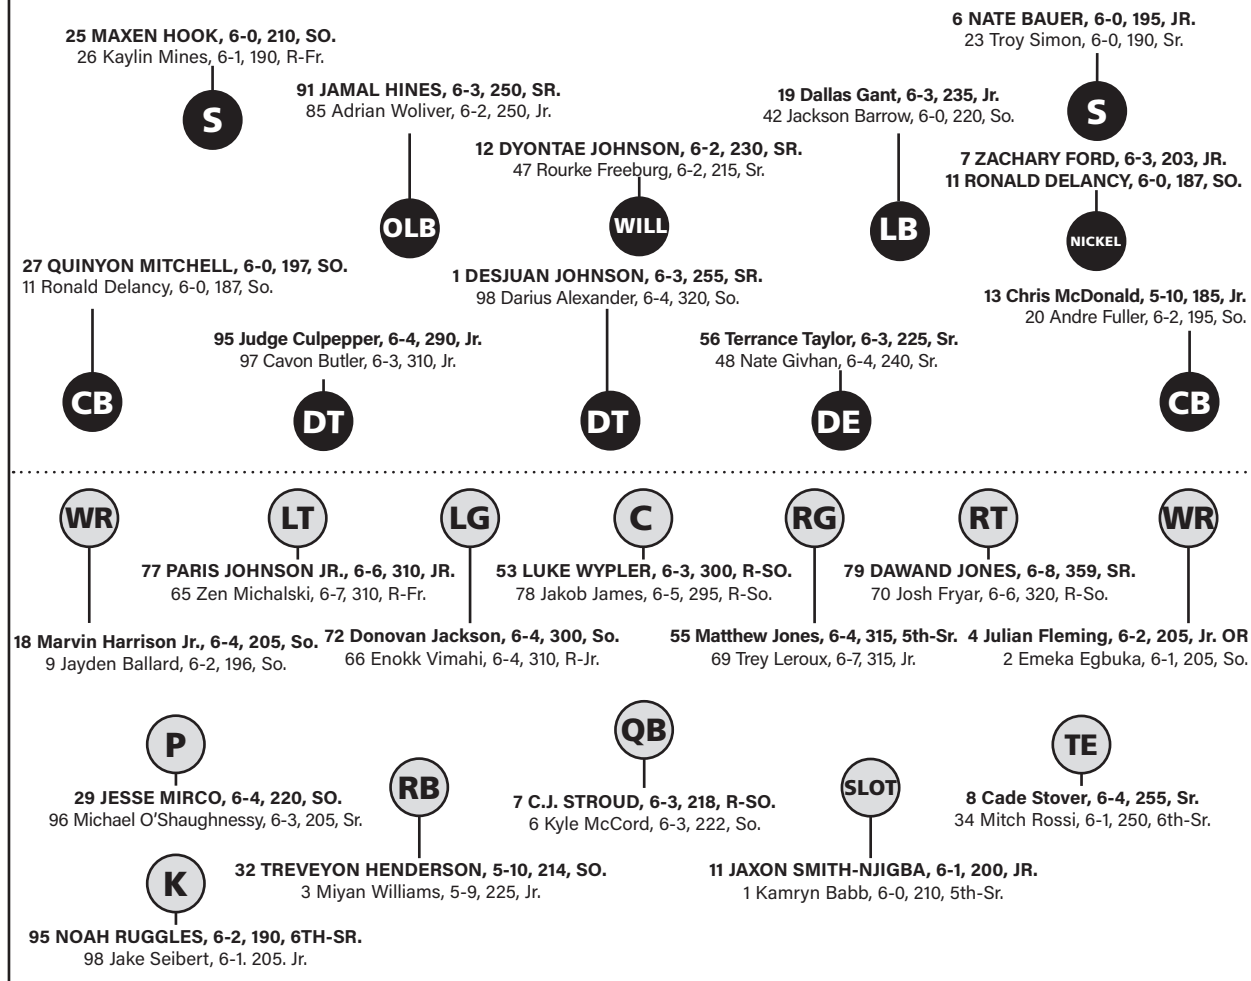 25 MAXEN HOOK, 6-0, 210, SO.
26 Kaylin Mines, 6-1, 190, R-Fr.
S
91 JAMAL HINES, 6-3, 250, SR.
85 Adrian Woliver, 6-2, 250, Jr.
OLB
12 DYONTAE JOHNSON, 6-2, 230, SR.
47 Rourke Freeburg, 6-2, 215, Sr.
WILL
19 Dallas Gant, 6-3, 235, Jr.
42 Jackson Barrow, 6-0, 220, So.
LB
6 NATE BAUER, 6-0, 195, JR.
23 Troy Simon, 6-0, 190, Sr.
S
7 ZACHARY FORD, 6-3, 203, JR.
11 RONALD DELANCY, 6-0, 187, SO.
NICKEL
27 QUINYON MITCHELL, 6-0, 197, SO.
11 Ronald Delancy, 6-0, 187, So.
CB
95 Judge Culpepper, 6-4, 290, Jr.
97 Cavon Butler, 6-3, 310, Jr.
DT
1 DESJUAN JOHNSON, 6-3, 255, SR.
98 Darius Alexander, 6-4, 320, So.
DT
56 Terrance Taylor, 6-3, 225, Sr.
48 Nate Givhan, 6-4, 240, Sr.
DE
13 Chris McDonald, 5-10, 185, Jr.
20 Andre Fuller, 6-2, 195, So.
CB
WR
18 Marvin Harrison Jr., 6-4, 205, So.
9 Jayden Ballard, 6-2, 196, So.
LT
77 PARIS JOHNSON JR., 6-6, 310, JR.
65 Zen Michalski, 6-7, 310, R-Fr.
LG
72 Donovan Jackson, 6-4, 300, So.
66 Enokk Vimahi, 6-4, 310, R-Jr.
C
53 LUKE WYPLER, 6-3, 300, R-SO.
78 Jakob James, 6-5, 295, R-So.
RG
55 Matthew Jones, 6-4, 315, 5th-Sr.
69 Trey Leroux, 6-7, 315, Jr.
RT
79 DAWAND JONES, 6-8, 359, SR.
70 Josh Fryar, 6-6, 320, R-So.
WR
4 Julian Fleming, 6-2, 205, Jr. OR
2 Emeka Egbuka, 6-1, 205, So.
P
29 JESSE MIRCO, 6-4, 220, SO.
96 Michael O'Shaughnessy, 6-3, 205, Sr.
RB
32 TREVEYON HENDERSON, 5-10, 214, SO.
3 Miyan Williams, 5-9, 225, Jr.
QB
7 C.J. STROUD, 6-3, 218, R-SO.
6 Kyle McCord, 6-3, 222, So.
SLOT
11 JAXON SMITH-NJIGBA, 6-1, 200, JR.
1 Kamryn Babb, 6-0, 210, 5th-Sr.
TE
8 Cade Stover, 6-4, 255, Sr.
34 Mitch Rossi, 6-1, 250, 6th-Sr.
K
95 NOAH RUGGLES, 6-2, 190, 6TH-SR.
98 Jake Seibert, 6-1. 205. Jr.